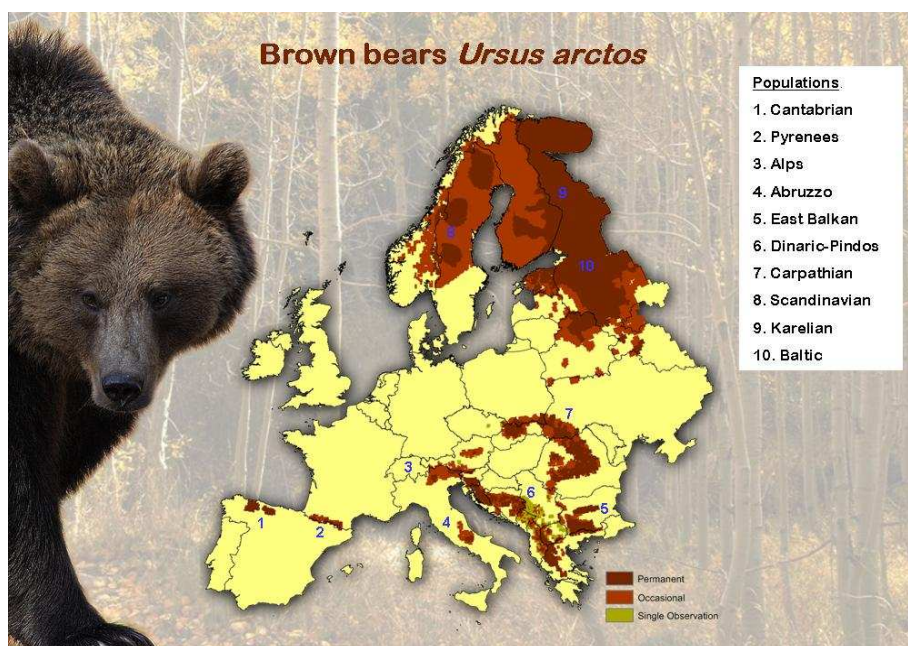 Brown bears Ursus arctos
Populations
1. Cantabrian
2. Pyrenees
3. Alps
4. Abruzzo
5. East Balkan
6. Dinaric-Pindos
7. Carpathian
8. Scandinavian
9. Karelian
10. Baltic
9
8
10
7
3
6
5
1
2
4
Permanent
Occasional
Single Observation